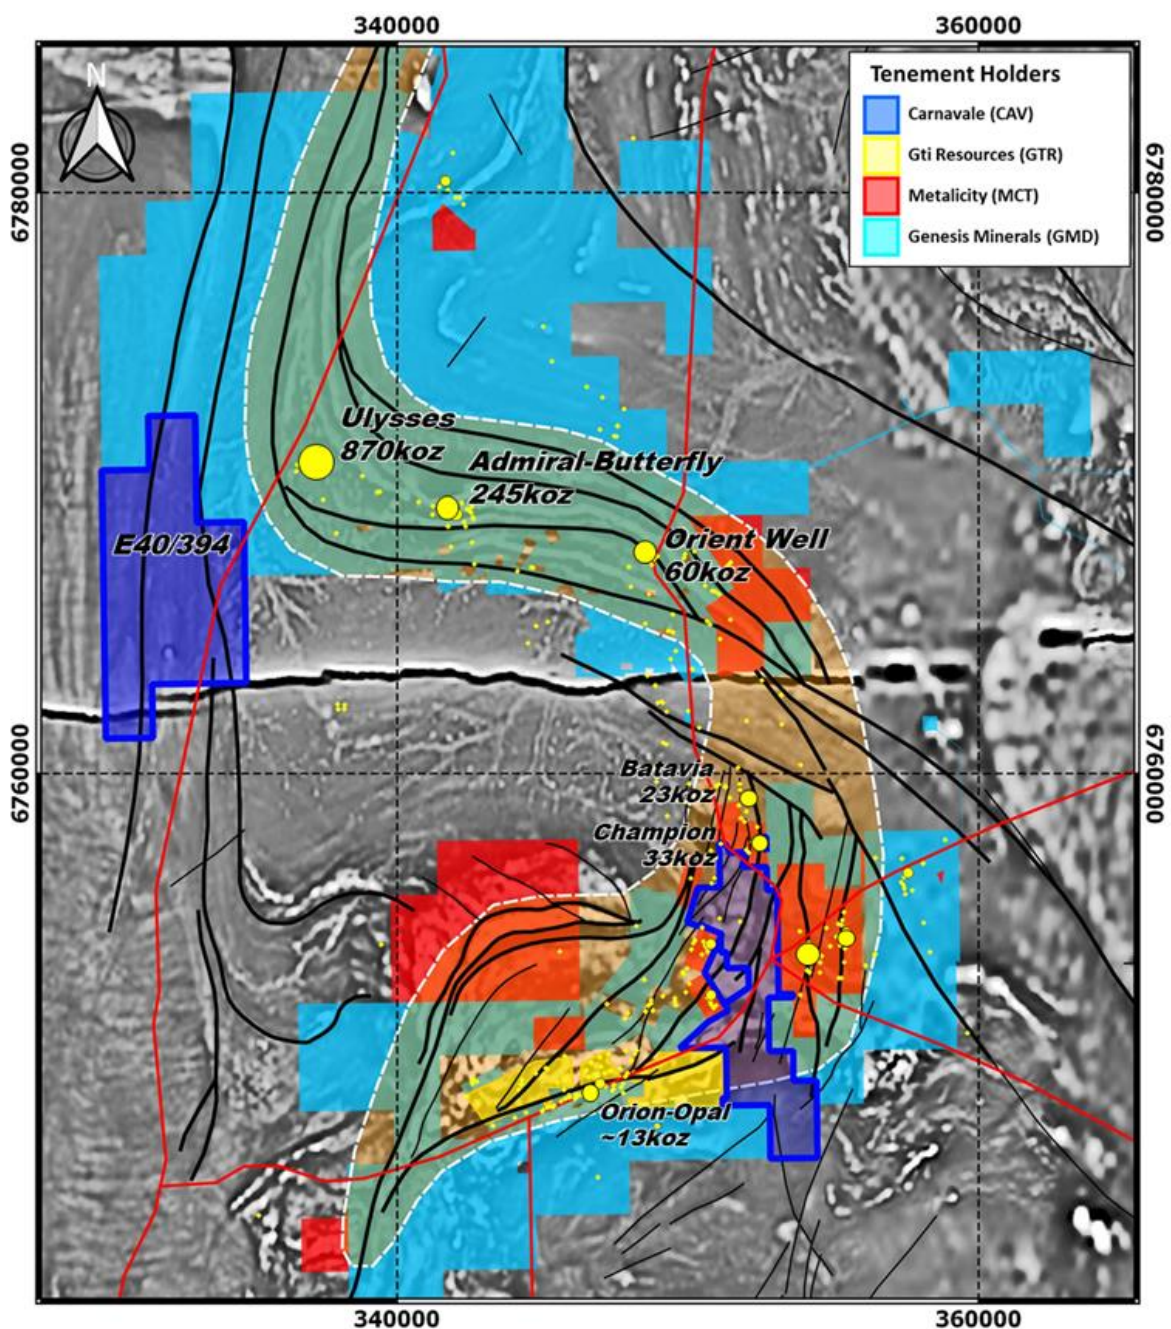 340000
360000
N
Tenement Holders
Carnavale (CAV)
Gti Resources (GTR)
Metalicity (MCT)
Genesis Minerals (GMD)
6780000
6780000
Ulysses
870koz
Admiral-Butterfly
245koz
E40/394
Orient Well
60koz
6760000
6760000
Batavia
23koz
Champion
33koz
Orion-Opal
~13koz
340000
360000